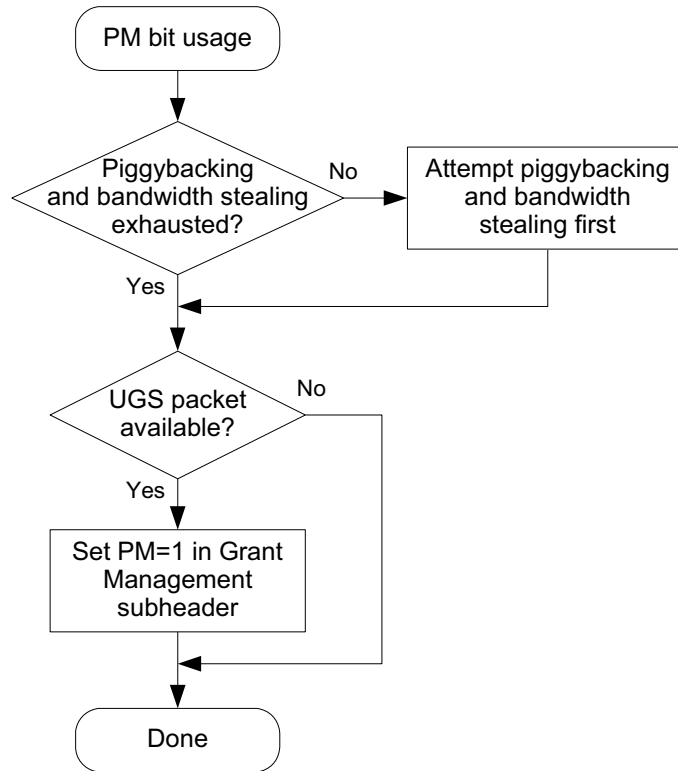 PM bit usage
Piggybacking
and bandwidth stealing
exhausted?
No
Attempt piggybacking
and bandwidth
stealing first
Yes
UGS packet
available?
No
Yes
Set PM=1 in Grant
Management
subheader
Done